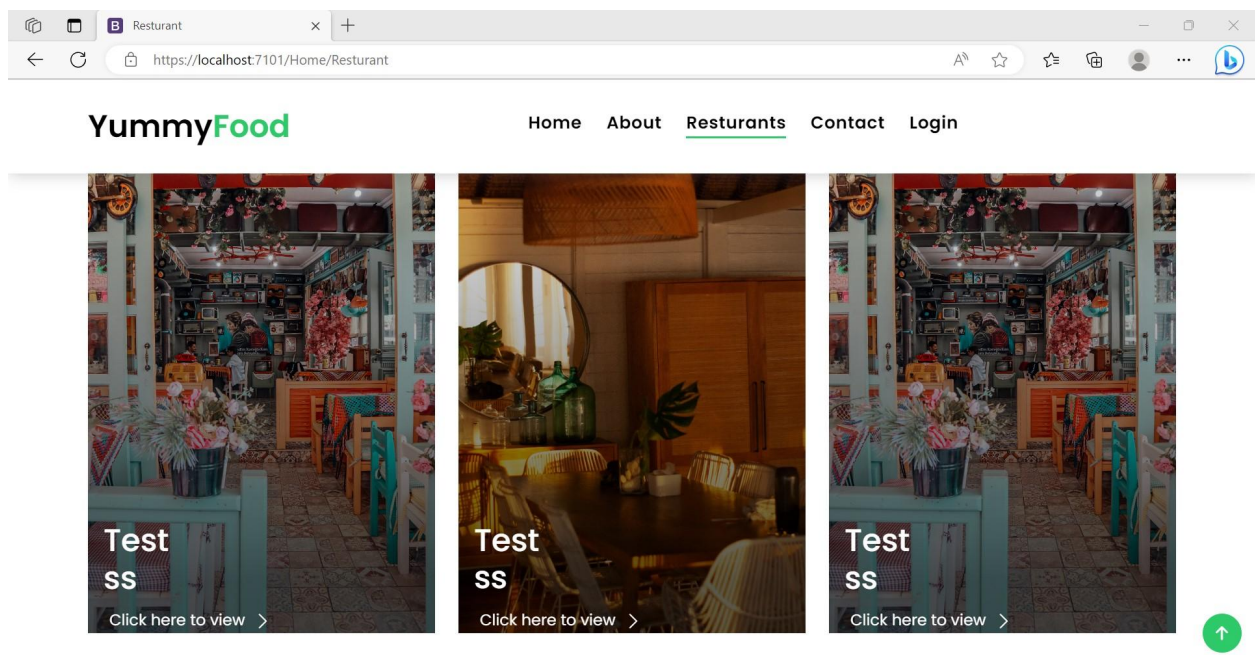 Resturant
https://localhost:7101/Home/Resturant
YummyFood
Home About Resturants Contact Login
Test
ss
Click here to view
Test
ss
Click here to view
Test
ss
Click here to view